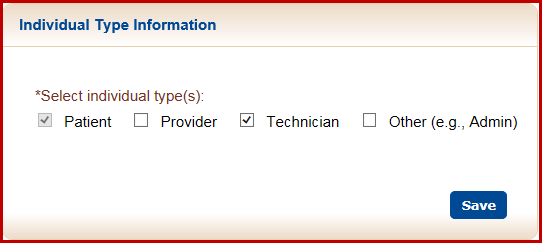 Individual Type Information
*Select individual type(s):
Patient Provider Technician Other (e.g., Admin)
Save